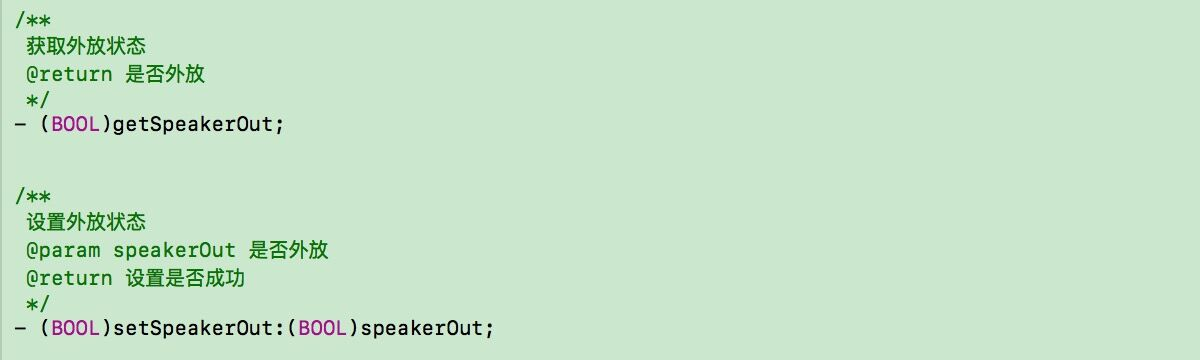 /**
获取外放状态
@return 是否外放
*/
- (BOOL)getSpeakerOut;
/**
设置外放状态
@param speakerOut 是否外放
@return 设置是否成功
*/
- (BOOL)setSpeakerOut:(BOOL)speakerOut;